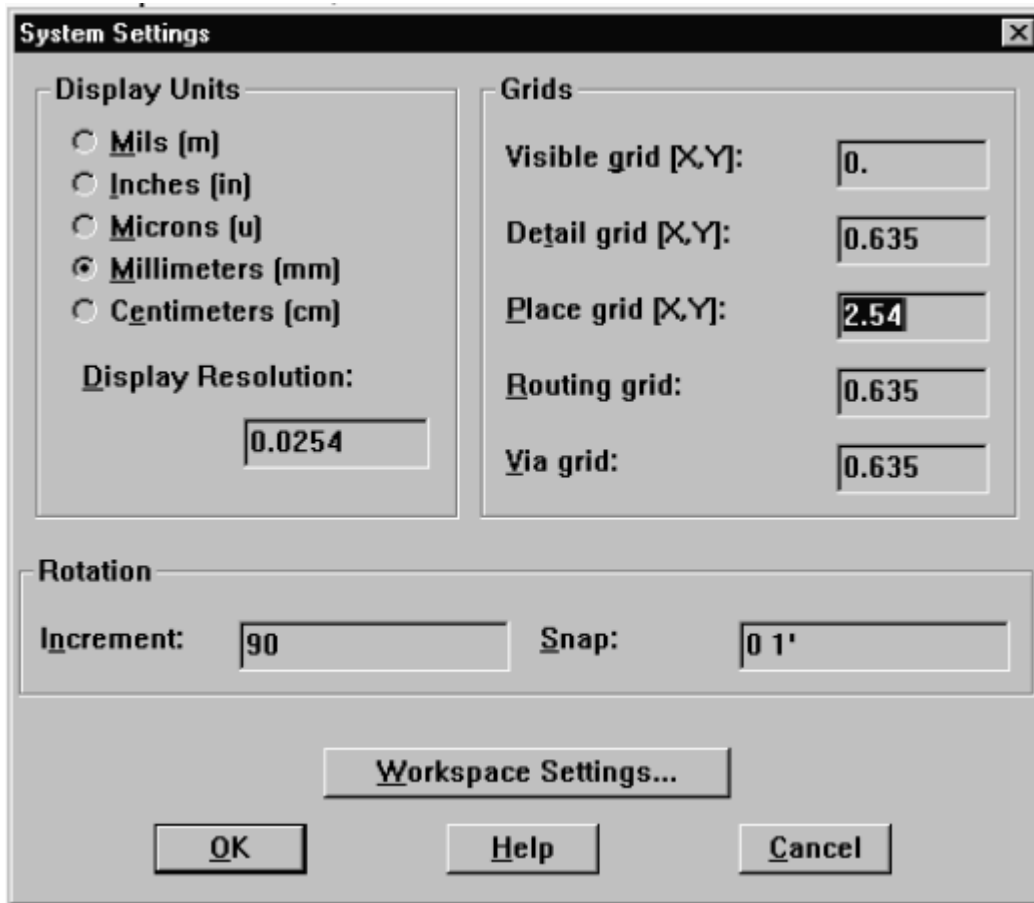 System Settings
Display Units
Mils (m)
Inches (in)
Microns (u)
Millimeters (mm)
Centimeters (cm)
Display Resolution:
0.0254
Grids
Visible grid [X,Y]:
0.
Detail grid [X,Y]:
0.635
Place grid [X,Y]:
2.54
Routing grid:
0.635
Via grid:
0.635
Rotation
Increment:
90
Snap:
0 1'
Workspace Settings...
OK
Help
Cancel